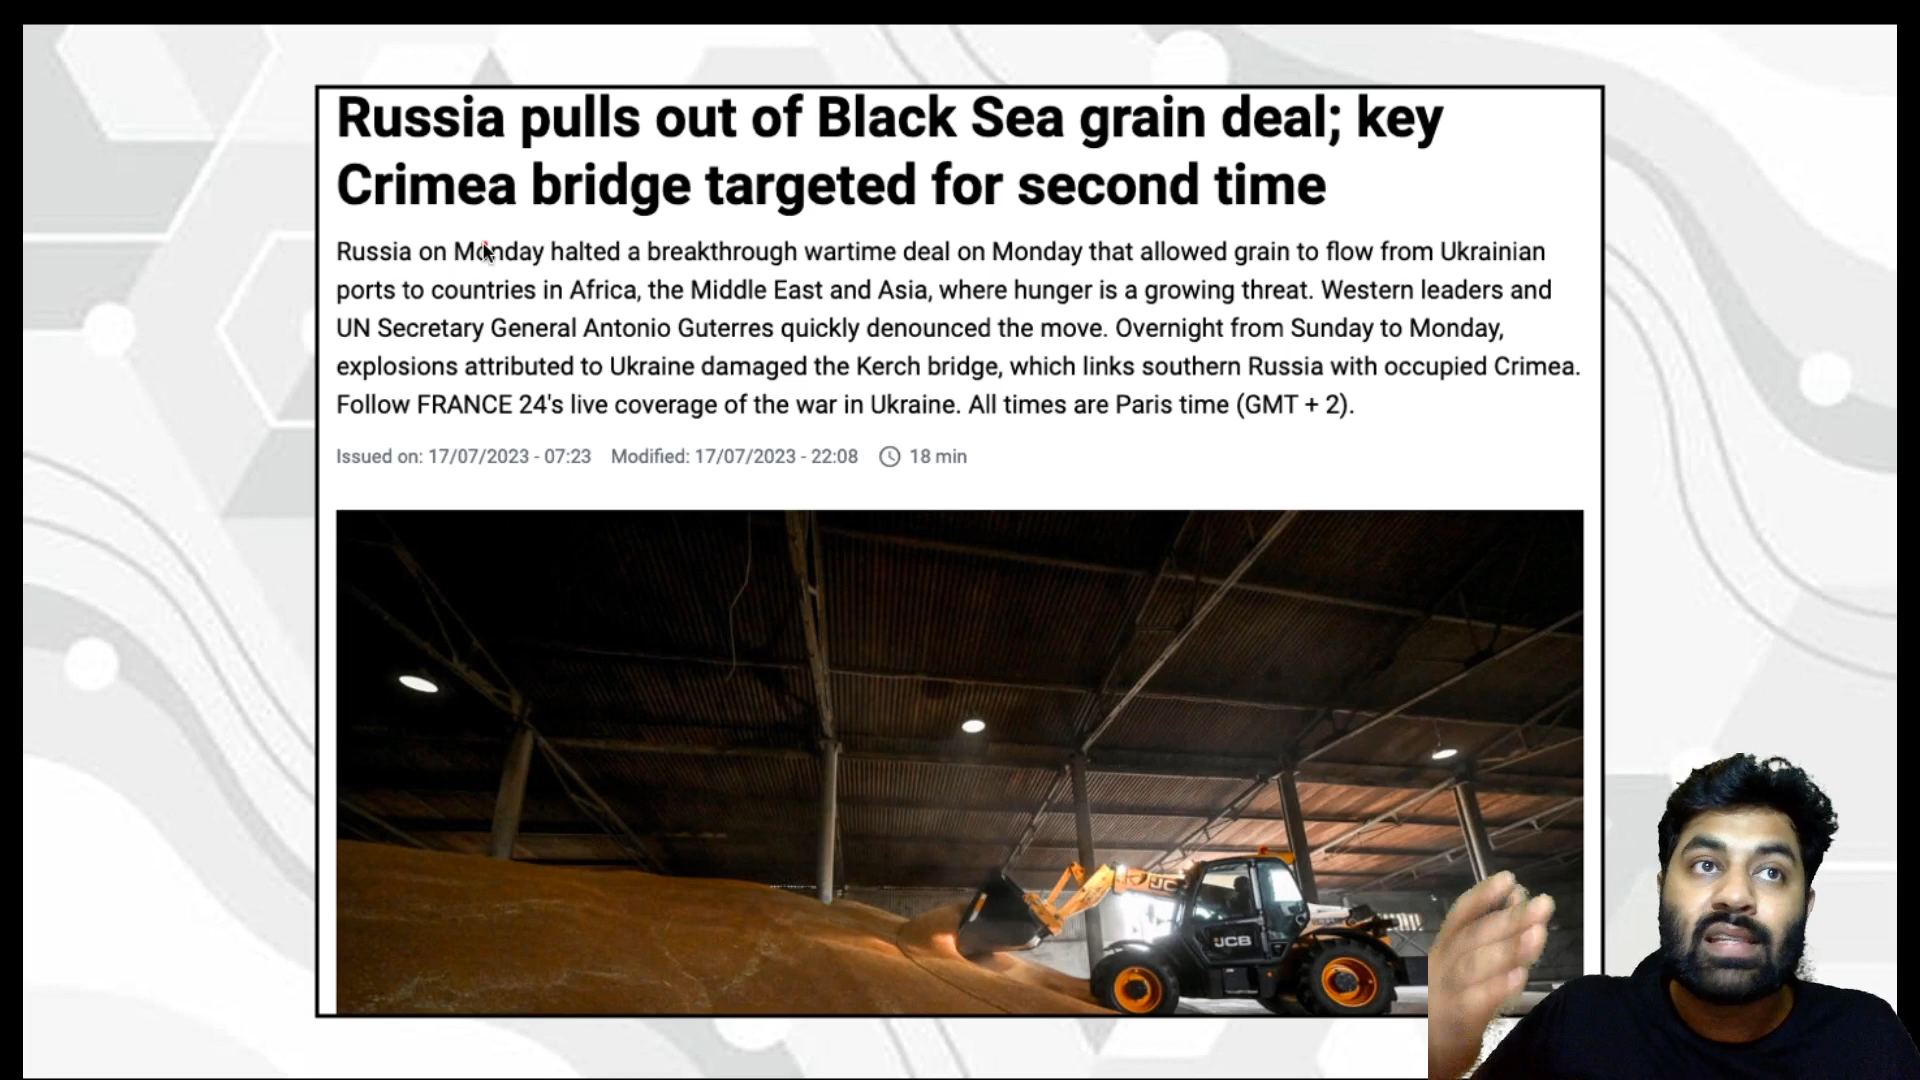 Russia pulls out of Black Sea grain deal; key
Crimea bridge targeted for second time
Russia on Monday halted a breakthrough wartime deal on Monday that allowed grain to flow from Ukrainian
ports to countries in Africa, the Middle East and Asia, where hunger is a growing threat. Western leaders and
UN Secretary General Antonio Guterres quickly denounced the move. Overnight from Sunday to Monday,
explosions attributed to Ukraine damaged the Kerch bridge, which links southern Russia with occupied Crimea.
Follow FRANCE 24's live coverage of the war in Ukraine. All times are Paris time (GMT + 2).
Issued on: 17/07/2023 - 07:23 Modified: 17/07/2023 - 22:08 18 min
JCB